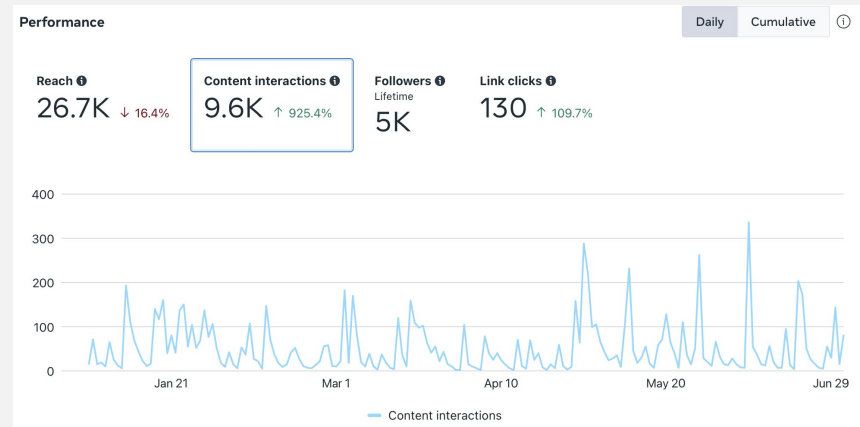 Performance
Daily Cumulative
Reach Content interactions Followers Link clicks
Lifetime
26.7K ↓ 16.4% 9.6K ↑ 925.4% 5K 130 ↑ 109.7%
400
300
200
100
0
Jan 21 Mar 1 Apr 10 May 20 Jun 29
Content interactions